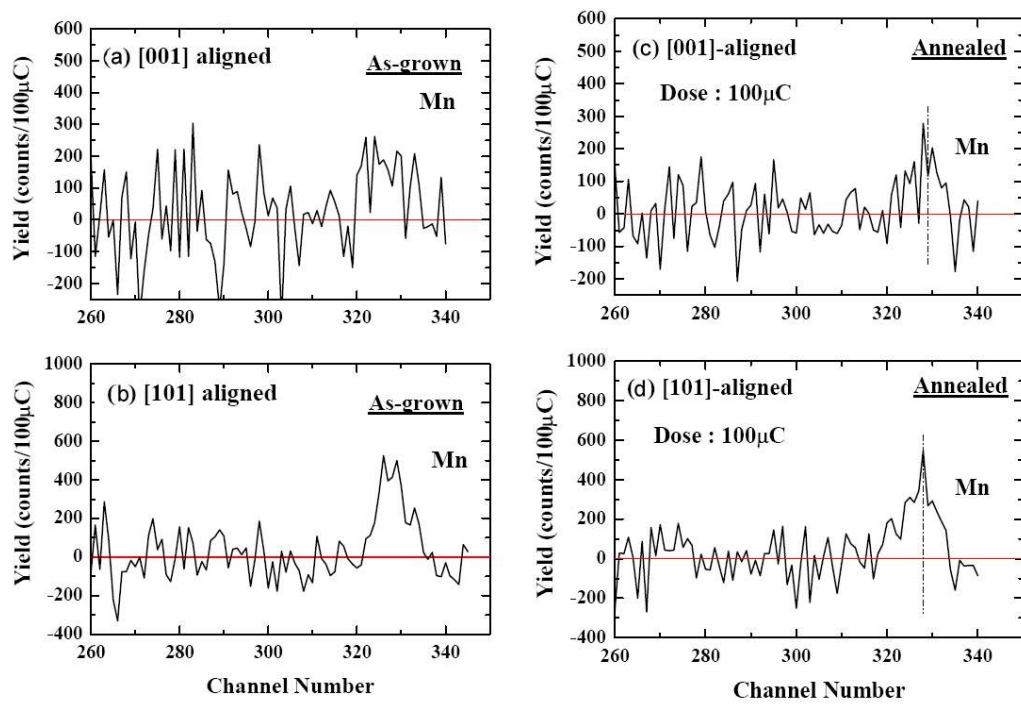 600
500
400
300
200
100
0
-100
-200
260 280 300 320 340
Yield (counts/100μC)
(a) [001] aligned
As-grown
Mn
600
500
400
300
200
100
0
-100
-200
260 280 300 320 340
Yield (counts/100μC)
(c) [001]-aligned
Annealed
Dose : 100μC
Mn
1000
800
600
400
200
0
-200
-400
260 280 300 320 340
Yield (counts/100μC)
(b) [101] aligned
As-grown
Mn
Channel Number
1000
800
600
400
200
0
-200
-400
260 280 300 320 340
Yield (counts/100μC)
(d) [101]-aligned
Annealed
Dose : 100μC
Mn
Channel Number